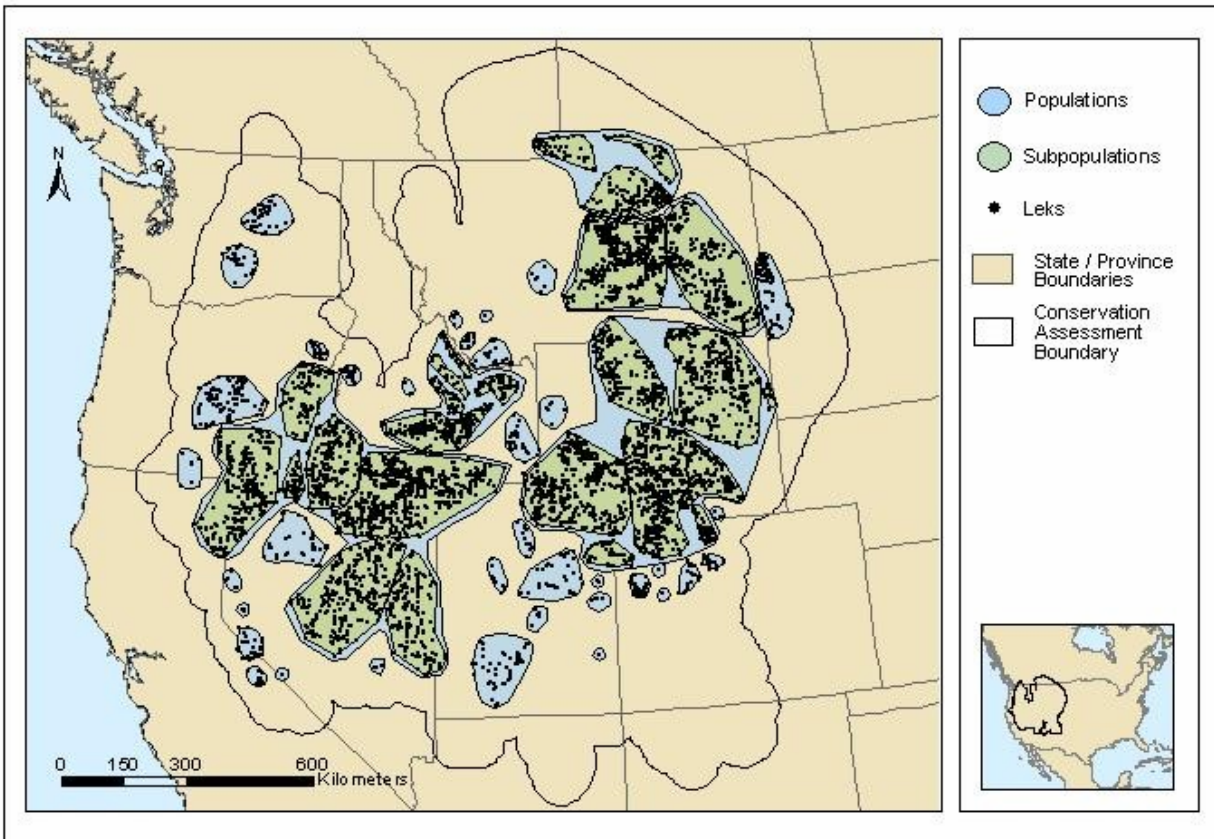 N
0 150 300 600
Kilometers
Populations
Subpopulations
Leks
State / Province
Boundaries
Conservation
Assessment
Boundary